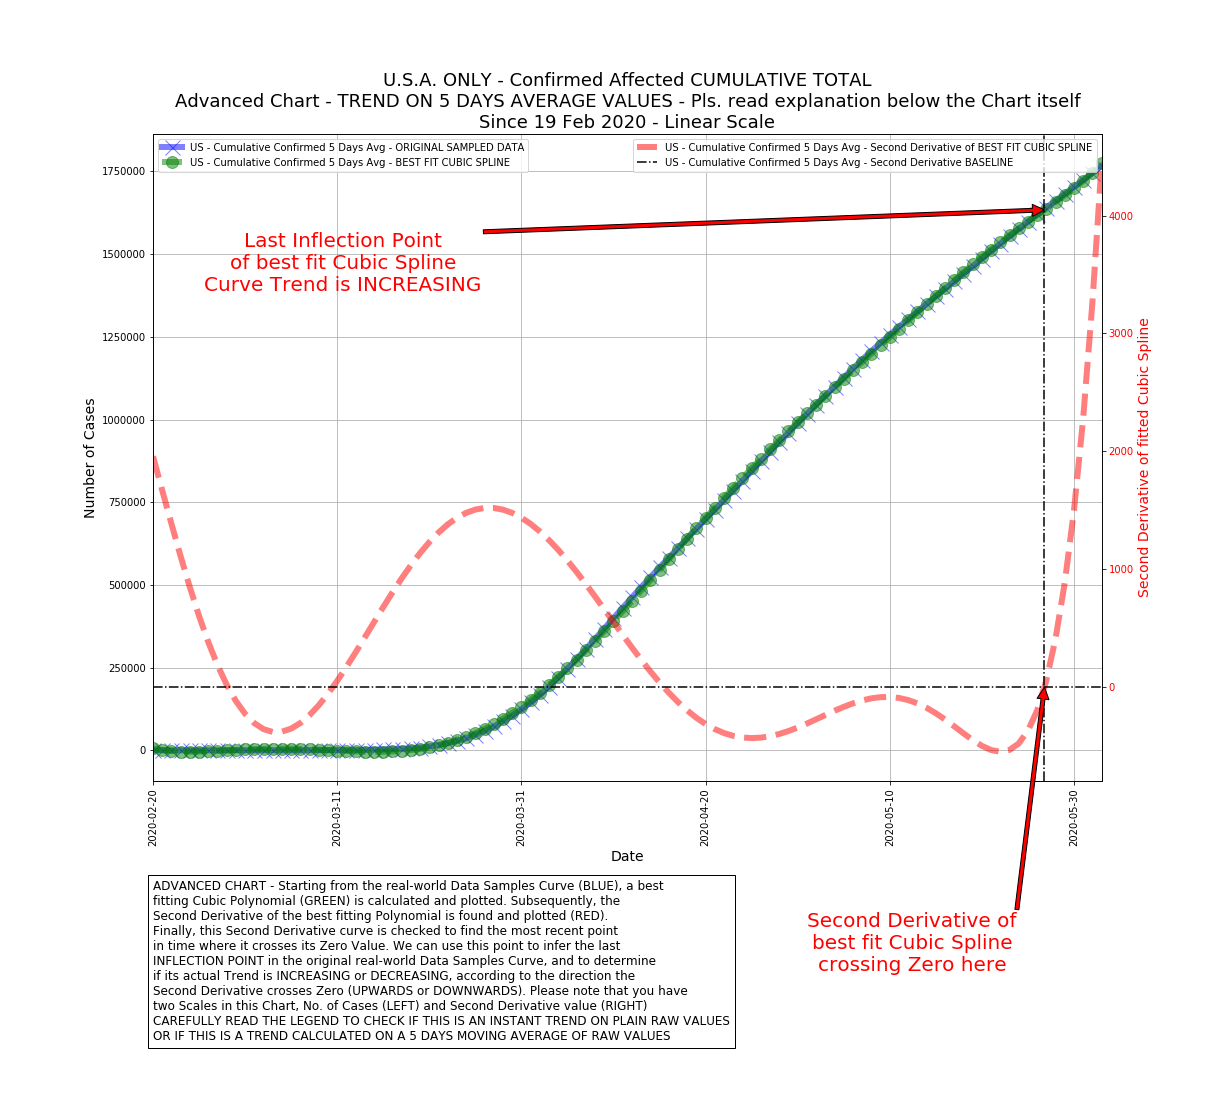 U.S.A. ONLY - Confirmed Affected CUMULATIVE TOTAL
Advanced Chart - TREND ON 5 DAYS AVERAGE VALUES - Pls. read explanation below the Chart itself
Since 19 Feb 2020 - Linear Scale
US - Cumulative Confirmed 5 Days Avg - ORIGINAL SAMPLED DATA
US - Cumulative Confirmed 5 Days Avg - BEST FIT CUBIC SPLINE
US - Cumulative Confirmed 5 Days Avg - Second Derivative of BEST FIT CUBIC SPLINE
US - Cumulative Confirmed 5 Days Avg - Second Derivative BASELINE
Last Inflection Point
of best fit Cubic Spline
Curve Trend is INCREASING
Number of Cases
1750000
1500000
1250000
1000000
750000
500000
250000
0
4000
3000
2000
1000
0
Second Derivative of fitted Cubic Spline
2020-02-20
2020-03-11
2020-03-31
2020-04-20
2020-05-10
2020-05-30
Date
ADVANCED CHART - Starting from the real-world Data Samples Curve (BLUE), a best
fitting Cubic Polynomial (GREEN) is calculated and plotted. Subsequently, the
Second Derivative of the best fitting Polynomial is found and plotted (RED).
Finally, this Second Derivative curve is checked to find the most recent point
in time where it crosses its Zero Value. We can use this point to infer the last
INFLECTION POINT in the original real-world Data Samples Curve, and to determine
if its actual Trend is INCREASING or DECREASING, according to the direction the
Second Derivative crosses Zero (UPWARDS or DOWNWARDS). Please note that you have
two Scales in this Chart, No. of Cases (LEFT) and Second Derivative value (RIGHT)
CAREFULLY READ THE LEGEND TO CHECK IF THIS IS AN INSTANT TREND ON PLAIN RAW VALUES
OR IF THIS IS A TREND CALCULATED ON A 5 DAYS MOVING AVERAGE OF RAW VALUES
Second Derivative of
best fit Cubic Spline
crossing Zero here